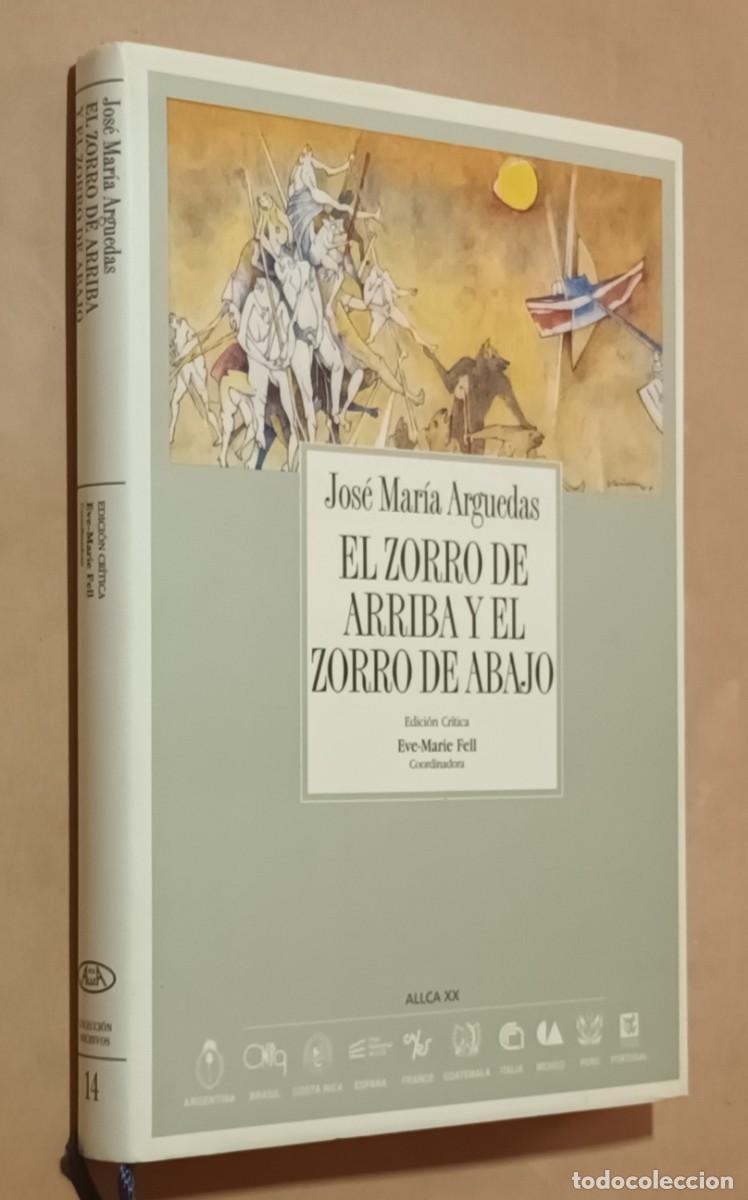 José María Arguedas
EL ZORRO DE ARRIBA
Y EL ZORRO DE ABAJO
EDICIÓN CRÍTICA
Eve-Marie Fell
Coordinadora
COLECCIÓN
ARCHIVOS
14
José María Arguedas
EL ZORRO DE
ARRIBA Y EL
ZORRO DE ABAJO
Edición Crítica
Eve-Marie Fell
Coordinadora
ALLCA XX
ARGENTINA BRASIL COSTA RICA ESPAÑA FRANCE GUATEMALA ITALIA MEXICO PERU PORTUGAL
todocoleccion